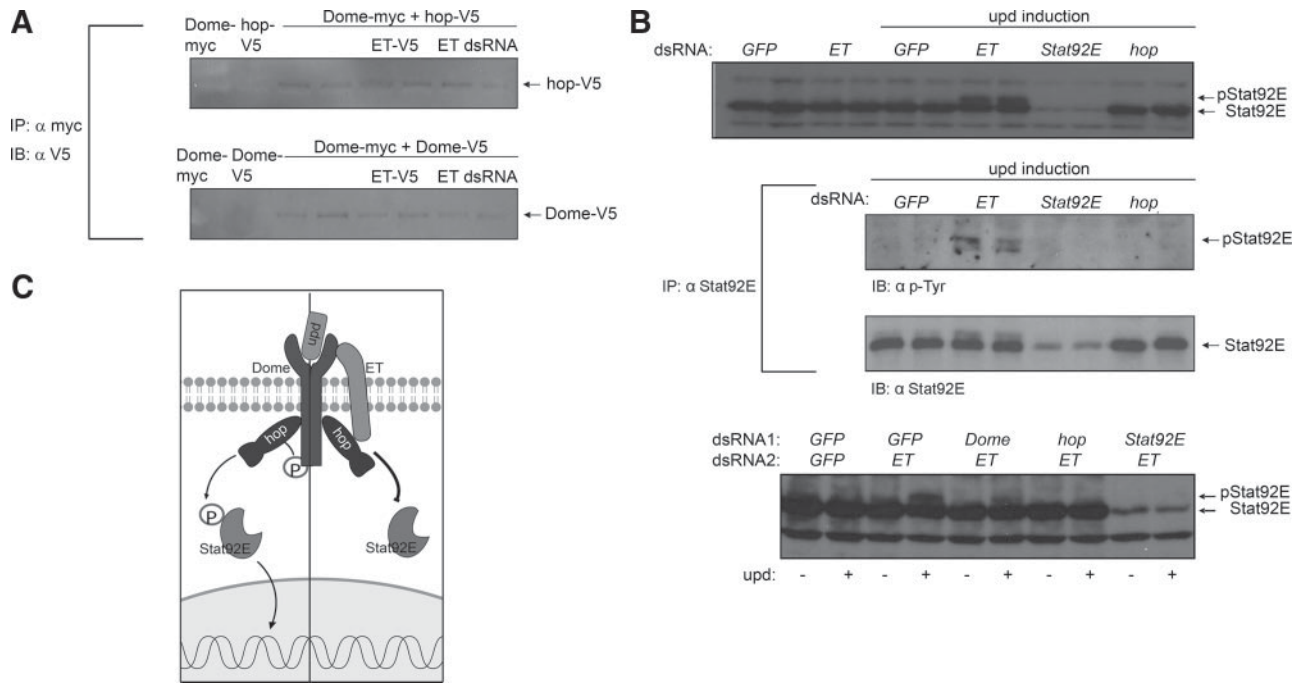 A
Dome-myc + hop-V5
Dome- hop-
myc V5
ET-V5 ET dsRNA
hop-V5
IP: α myc
IB: α V5
Dome-myc + Dome-V5
Dome- Dome-
myc V5
ET-V5 ET dsRNA
Dome-V5
B
upd induction
dsRNA: GFP ET GFP ET Stat92E hop
pStat92E
Stat92E
upd induction
dsRNA: GFP ET Stat92E hop
pStat92E
IB: α p-Tyr
IP: α Stat92E
Stat92E
IB: α Stat92E
dsRNA1: GFP GFP Dome hop Stat92E
dsRNA2: GFP ET ET ET ET
pStat92E
Stat92E
upd: - + - + - + - + - +
C
upd
Dome ET
hop hop
P
P
Stat92E Stat92E